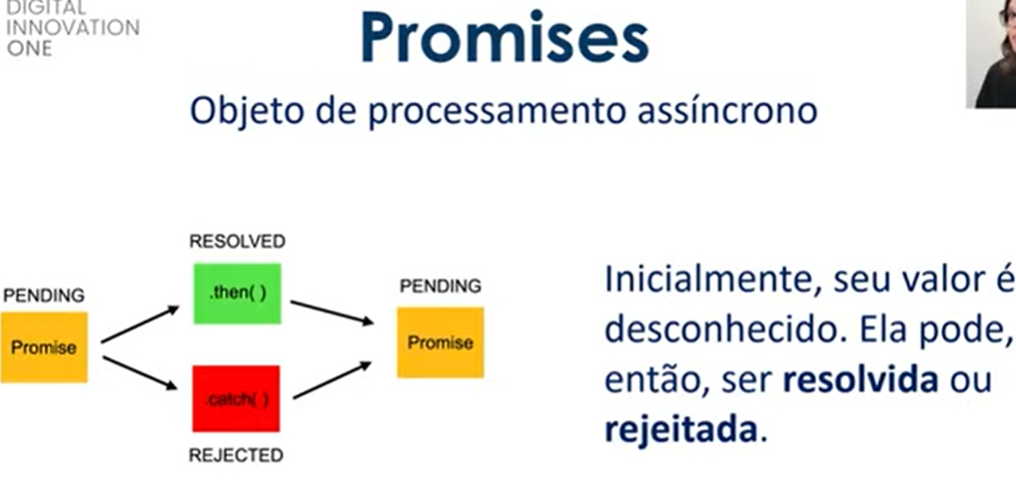 DIGITAL
INNOVATION
ONE
Promises
Objeto de processamento assíncrono
RESOLVED
.then( )
PENDING
Promise
PENDING
Promise
.catch( )
REJECTED
Inicialmente, seu valor é
desconhecido. Ela pode,
então, ser resolvida ou
rejeitada.